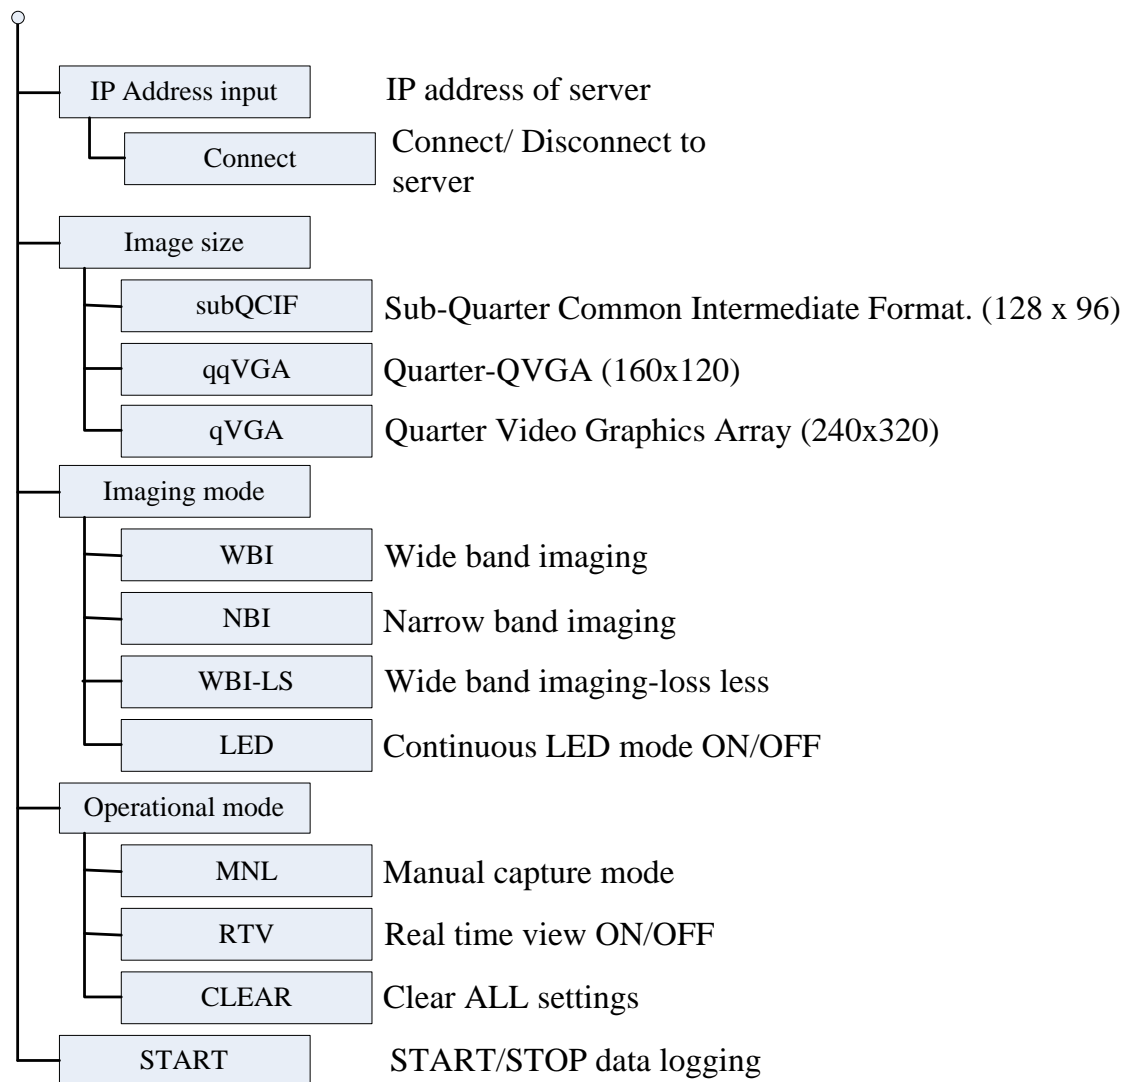 IP Address input IP address of server
Connect Connect/ Disconnect to
server
Image size
subQCIF Sub-Quarter Common Intermediate Format. (128 x 96)
qqVGA Quarter-QVGA (160x120)
qVGA Quarter Video Graphics Array (240x320)
Imaging mode
WBI Wide band imaging
NBI Narrow band imaging
WBI-LS Wide band imaging-loss less
LED Continuous LED mode ON/OFF
Operational mode
MNL Manual capture mode
RTV Real time view ON/OFF
CLEAR Clear ALL settings
START START/STOP data logging